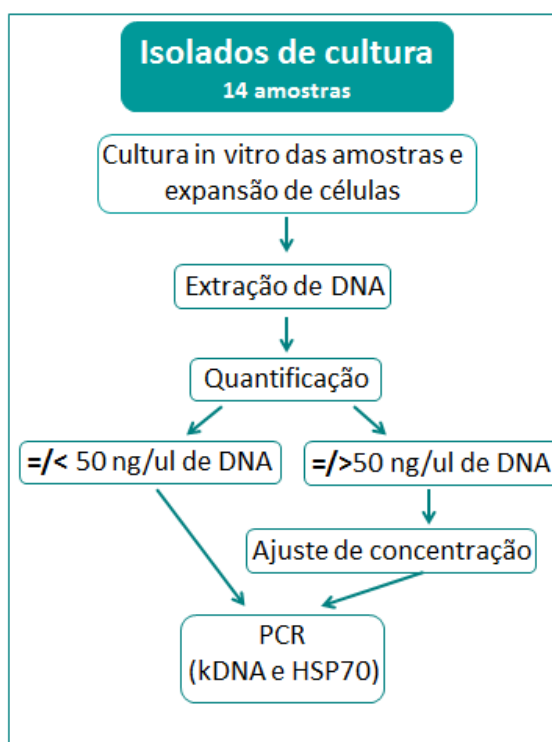 Isolados de cultura
14 amostras
Cultura in vitro das amostras e
expansão de células
Extração de DNA
Quantificação
=/< 50 ng/ul de DNA
=/>50 ng/ul de DNA
Ajuste de concentração
PCR
(kDNA e HSP70)